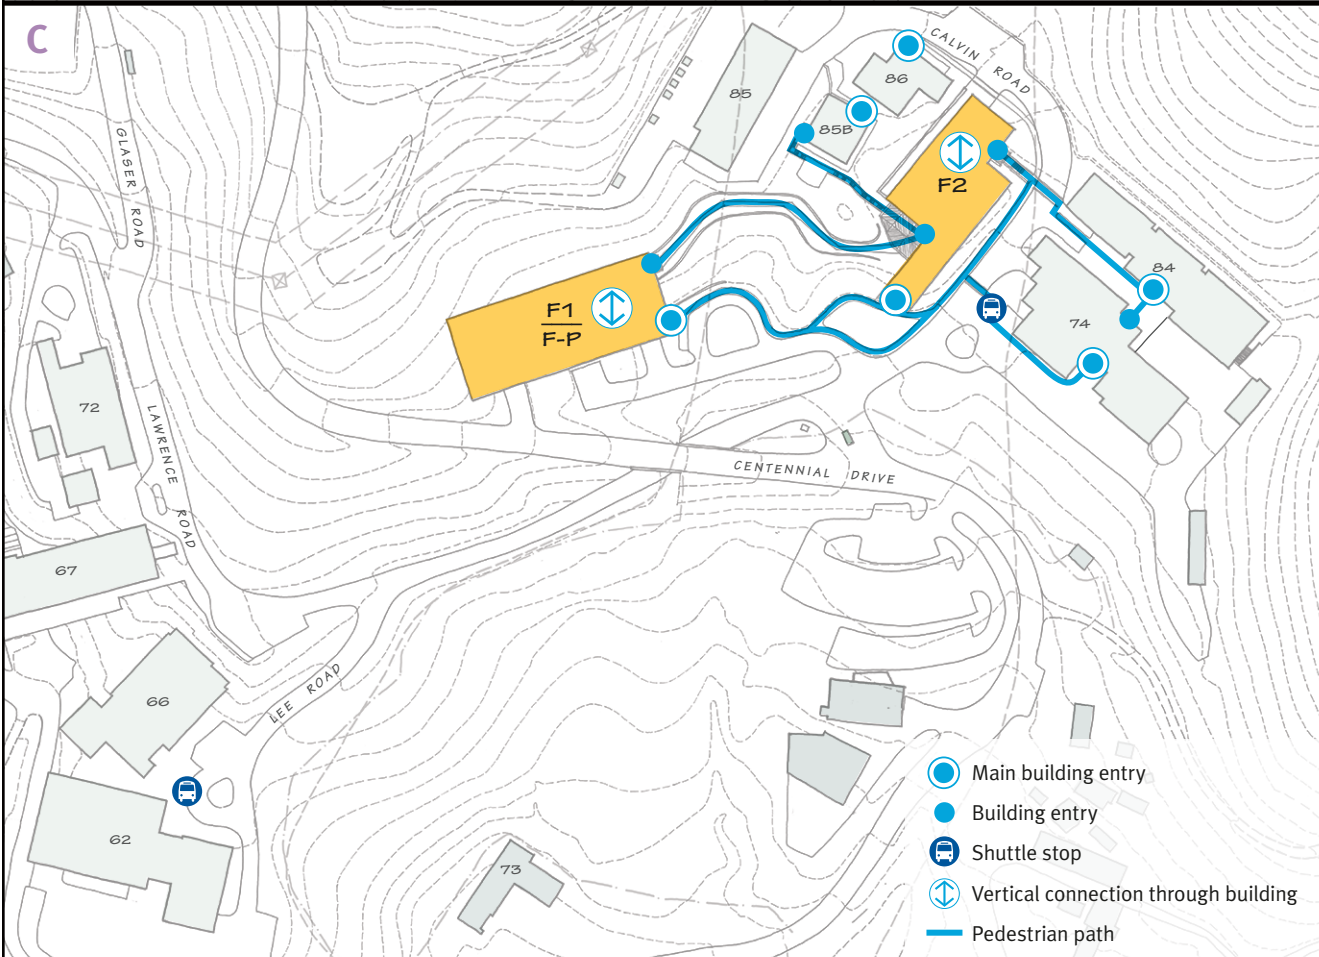 C
CALVIN ROAD
86
85
85B
GLASER ROAD
F2
84
F1
F-P
74
72
LAWRENCE ROAD
CENTENNIAL DRIVE
67
66
LEE ROAD
62
73
Main building entry
Building entry
Shuttle stop
Vertical connection through building
Pedestrian path